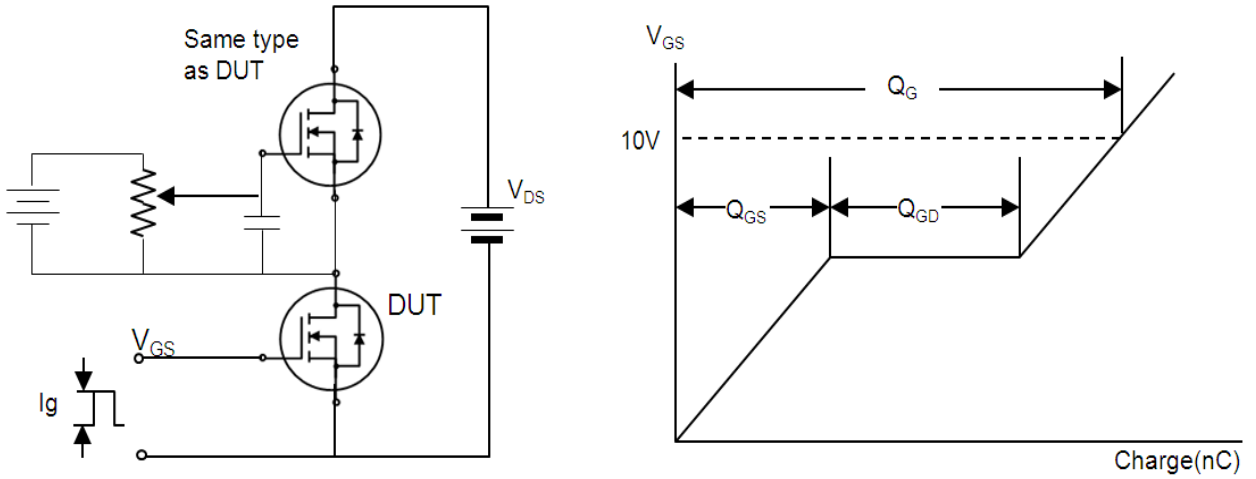 Same type
as DUT
V_DS
DUT
V_GS
Ig
V_GS
Q_G
10V
Q_GS
Q_GD
Charge(nC)